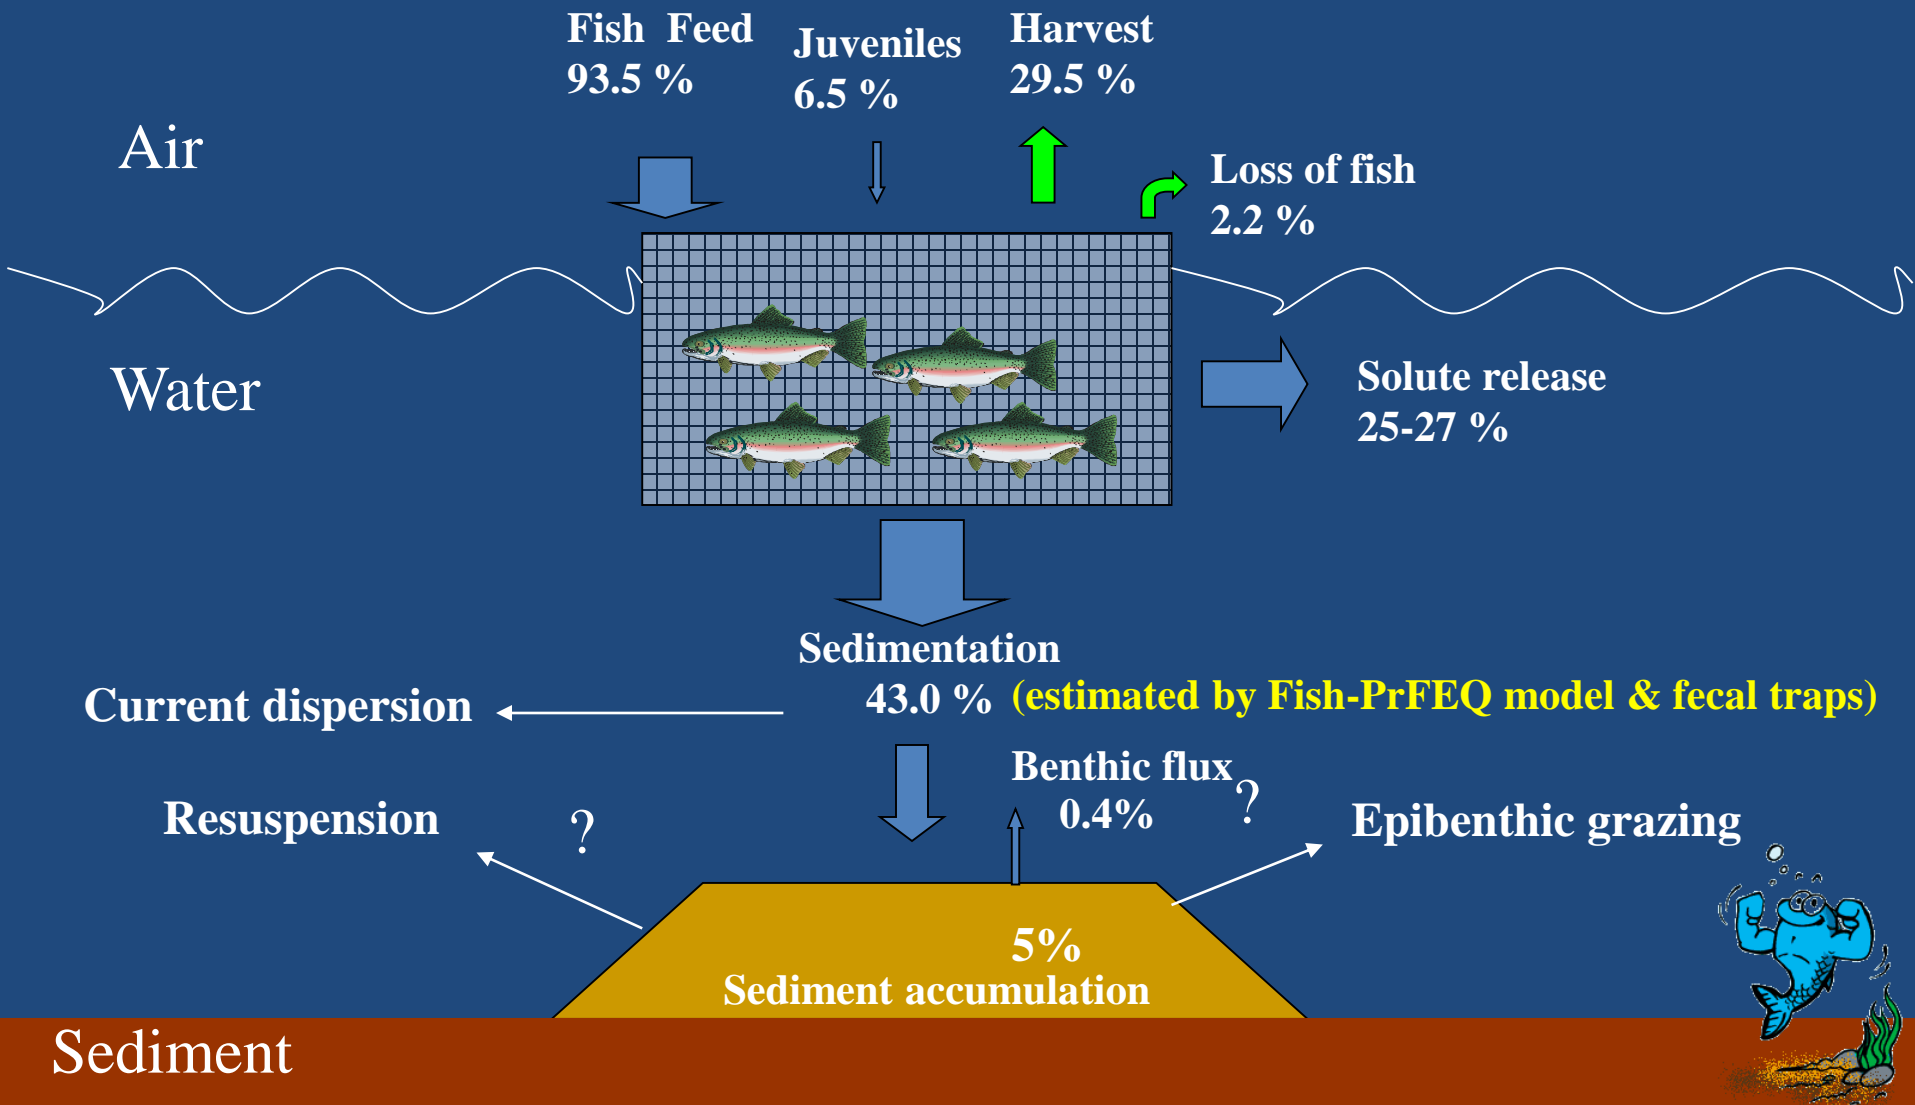 Fish Feed
93.5 %
Juveniles
6.5 %
Harvest
29.5 %
Air
Loss of fish
2.2 %
Water
Solute release
25-27 %
Sedimentation
43.0 % (estimated by Fish-PrFEQ model & fecal traps)
Current dispersion
Benthic flux
0.4%
?
Resuspension
?
Epibenthic grazing
5%
Sediment accumulation
Sediment